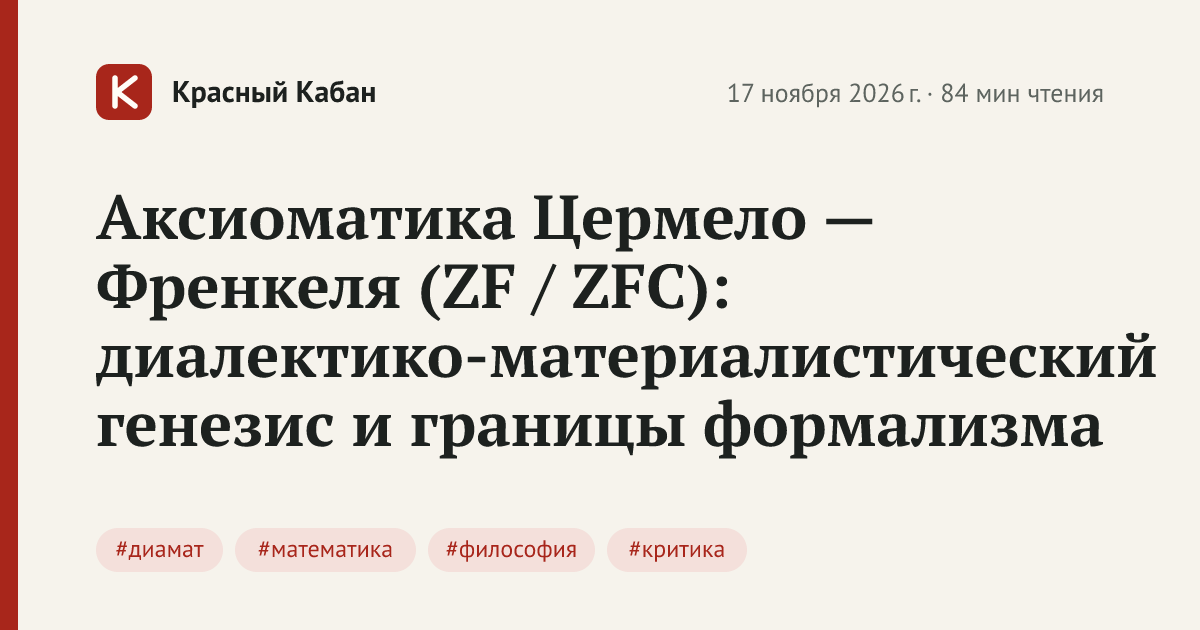 Красный Кабан
17 ноября 2026 г. · 84 мин чтения
Аксиоматика Цермело —
Френкеля (ZF / ZFC):
диалектико-материалистический
генезис и границы формализма
#диамат #математика #философия #критика